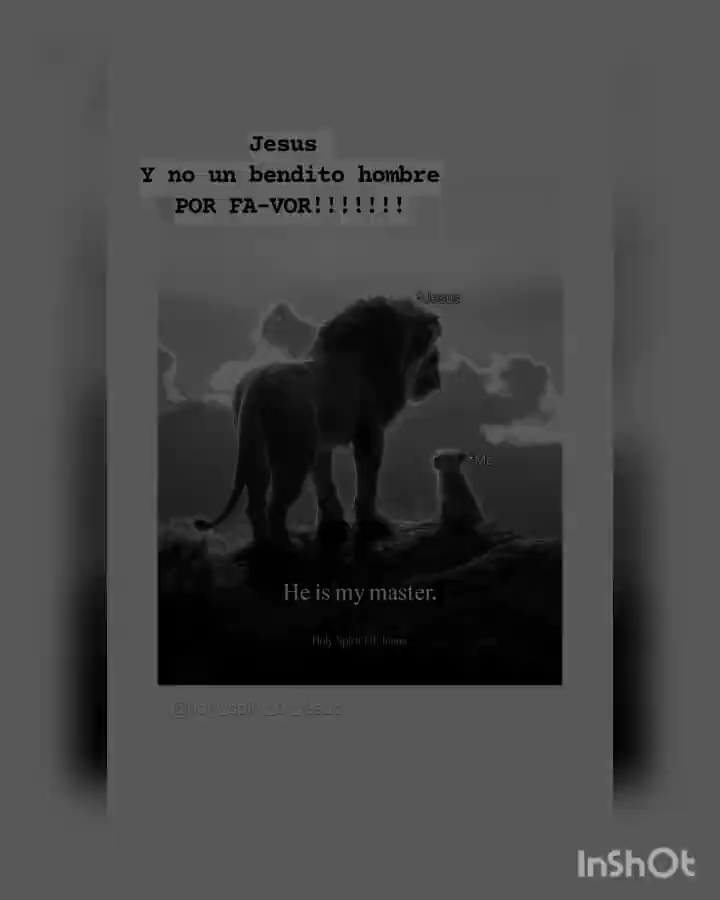 Jesus
Y no un bendito hombre
POR FA-VOR!!!!!!!
*Jesus
*Me
He is my master.
Holy Spirit Of Jesus
InShOt